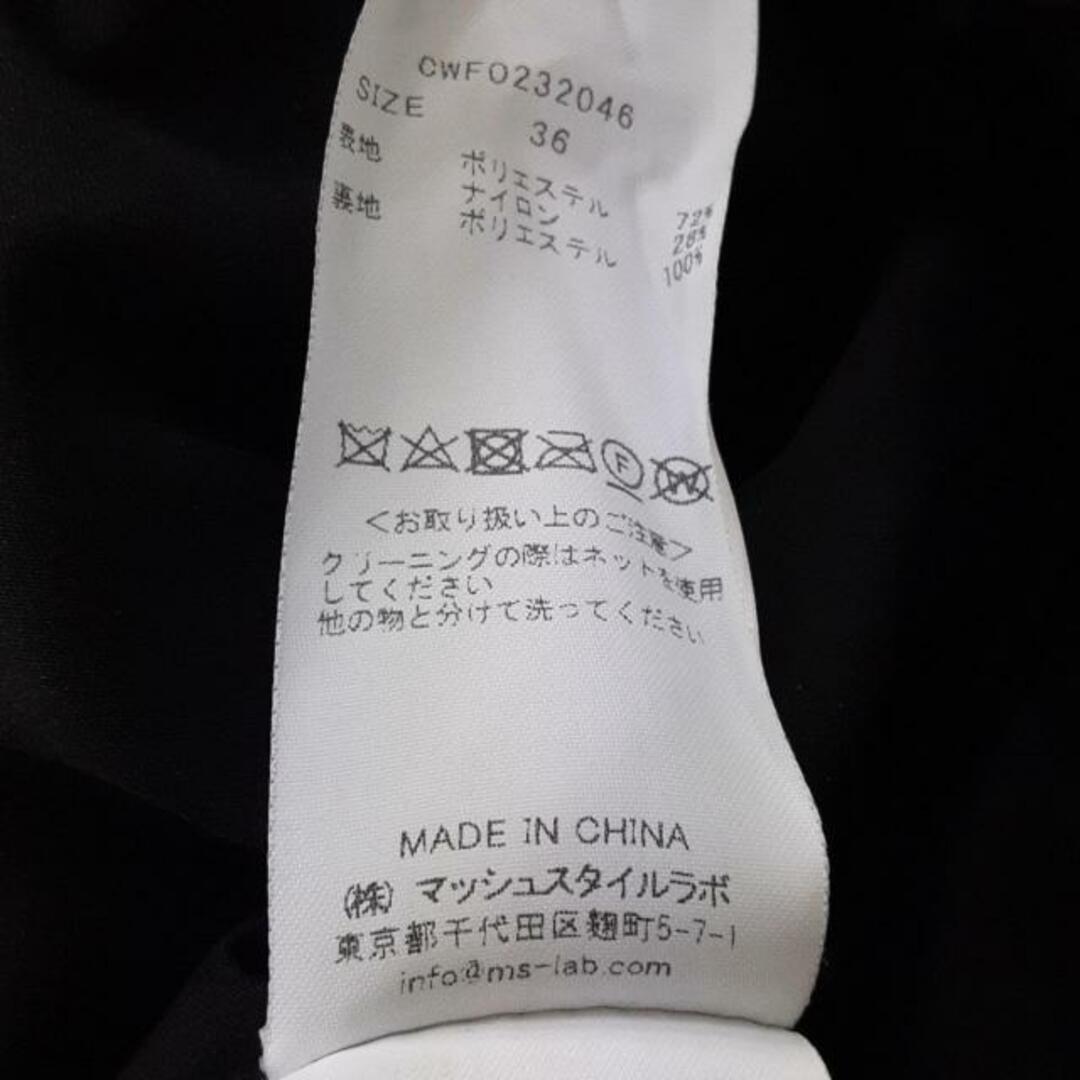 CWFO232046
SIZE 36
表地 ポリエステル 72%
ナイロン 28%
裏地 ポリエステル 100%
F W
<お取り扱い上のご注意>
クリーニングの際はネットを使用
してください
他の物と分けて洗ってください
MADE IN CHINA
(株)マッシュスタイルラボ
東京都千代田区麹町5-7-1
info@ms-lab.com